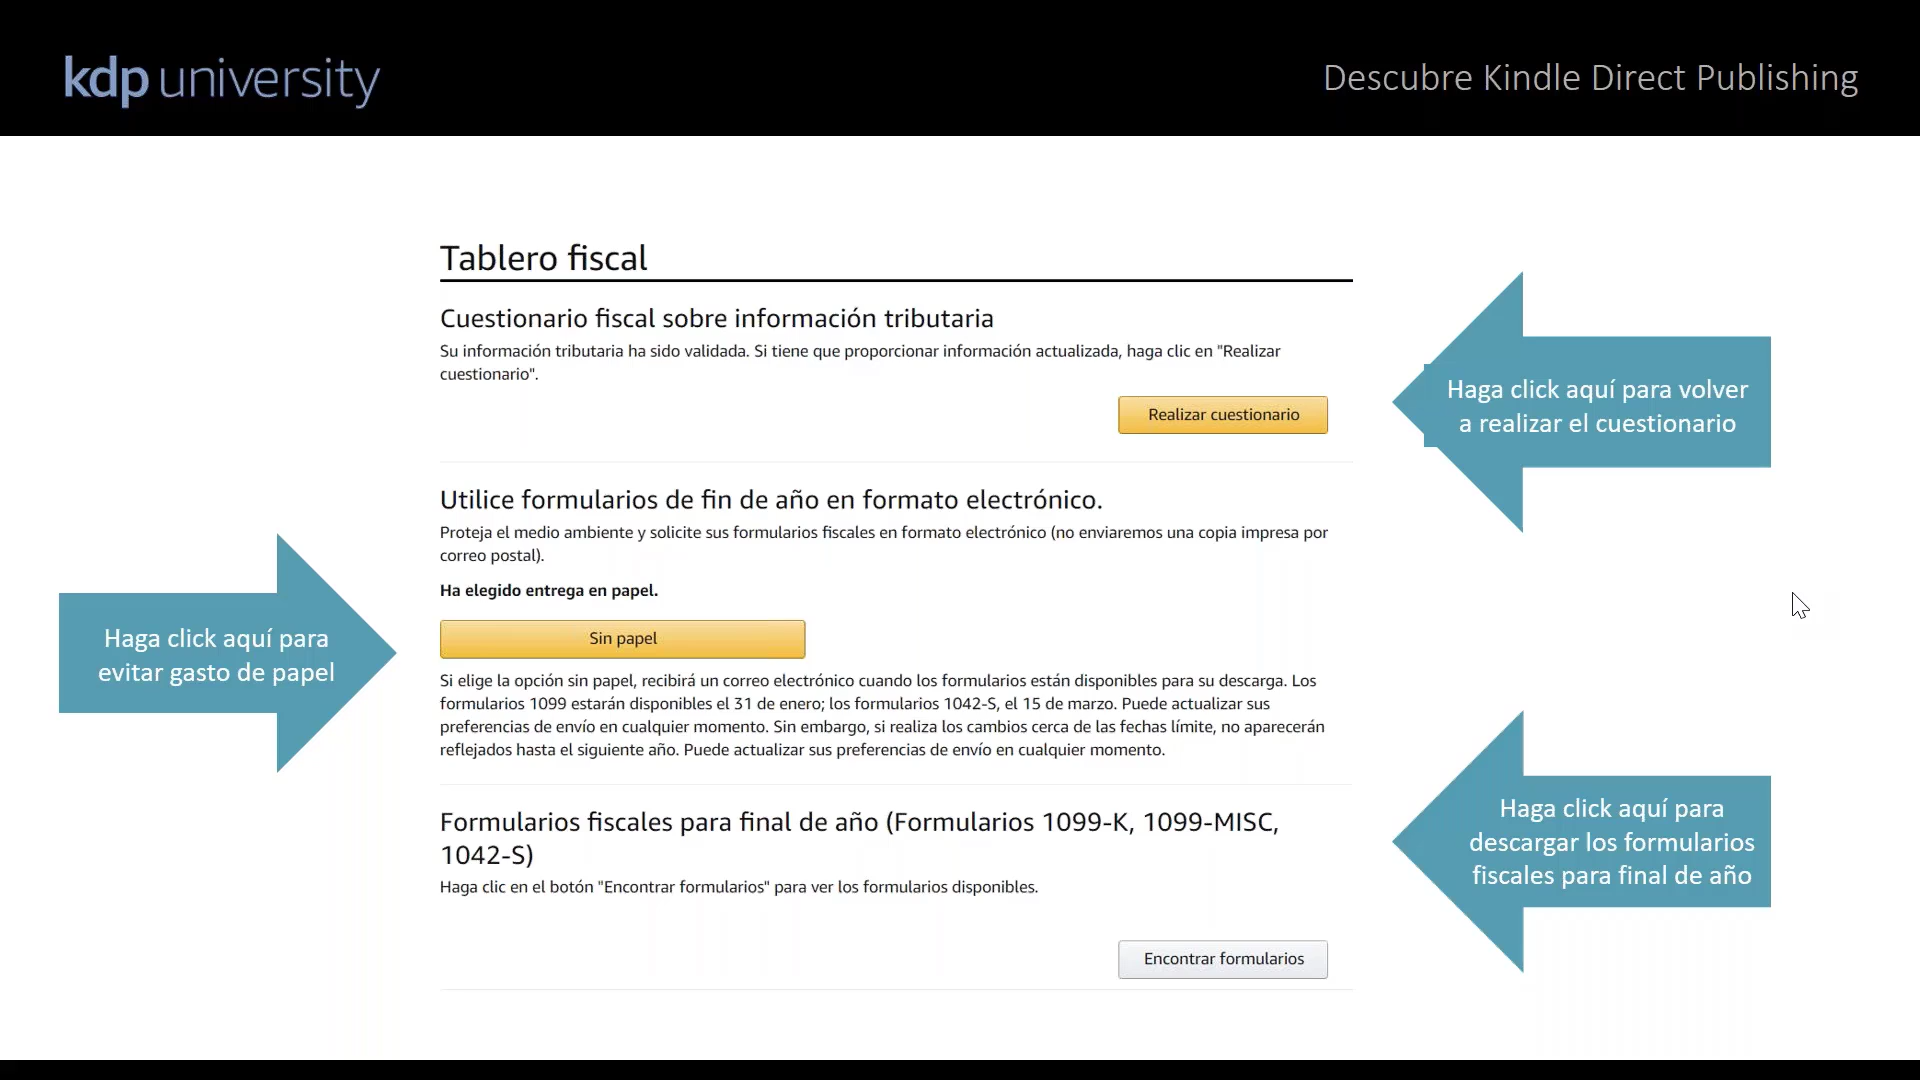 kdp university
Descubre Kindle Direct Publishing
Tablero fiscal
Cuestionario fiscal sobre información tributaria
Su información tributaria ha sido validada. Si tiene que proporcionar información actualizada, haga clic en "Realizar
cuestionario".
Realizar cuestionario
Haga click aquí para volver
a realizar el cuestionario
Utilice formularios de fin de año en formato electrónico.
Proteja el medio ambiente y solicite sus formularios fiscales en formato electrónico (no enviaremos una copia impresa por
correo postal).
Ha elegido entrega en papel.
Haga click aquí para
evitar gasto de papel
Sin papel
Si elige la opción sin papel, recibirá un correo electrónico cuando los formularios están disponibles para su descarga. Los
formularios 1099 estarán disponibles el 31 de enero; los formularios 1042-S, el 15 de marzo. Puede actualizar sus
preferencias de envío en cualquier momento. Sin embargo, si realiza los cambios cerca de las fechas límite, no aparecerán
reflejados hasta el siguiente año. Puede actualizar sus preferencias de envío en cualquier momento.
Formularios fiscales para final de año (Formularios 1099-K, 1099-MISC,
1042-S)
Haga clic en el botón "Encontrar formularios" para ver los formularios disponibles.
Haga click aquí para
descargar los formularios
fiscales para final de año
Encontrar formularios